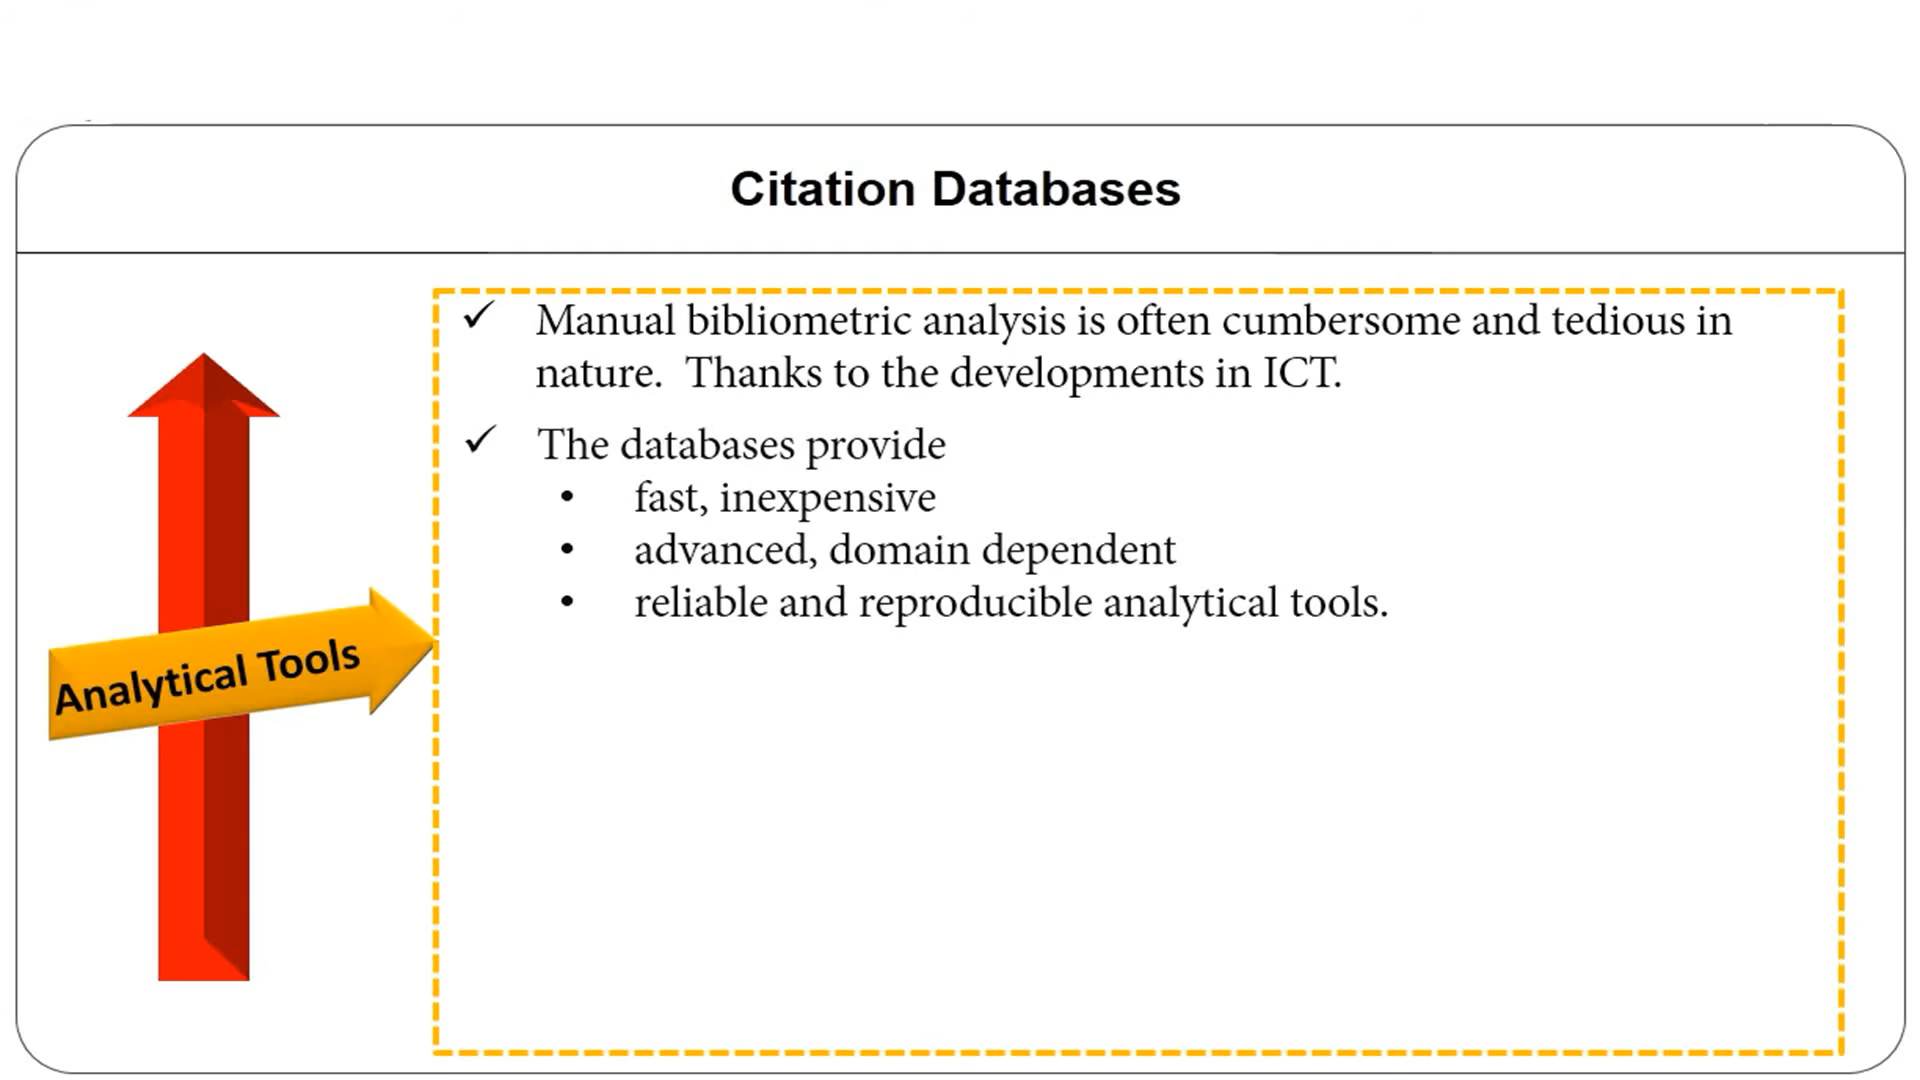 Citation Databases
✓ Manual bibliometric analysis is often cumbersome and tedious in
nature.  Thanks to the developments in ICT.
✓ The databases provide
• fast, inexpensive
• advanced, domain dependent
• reliable and reproducible analytical tools.
Analytical Tools